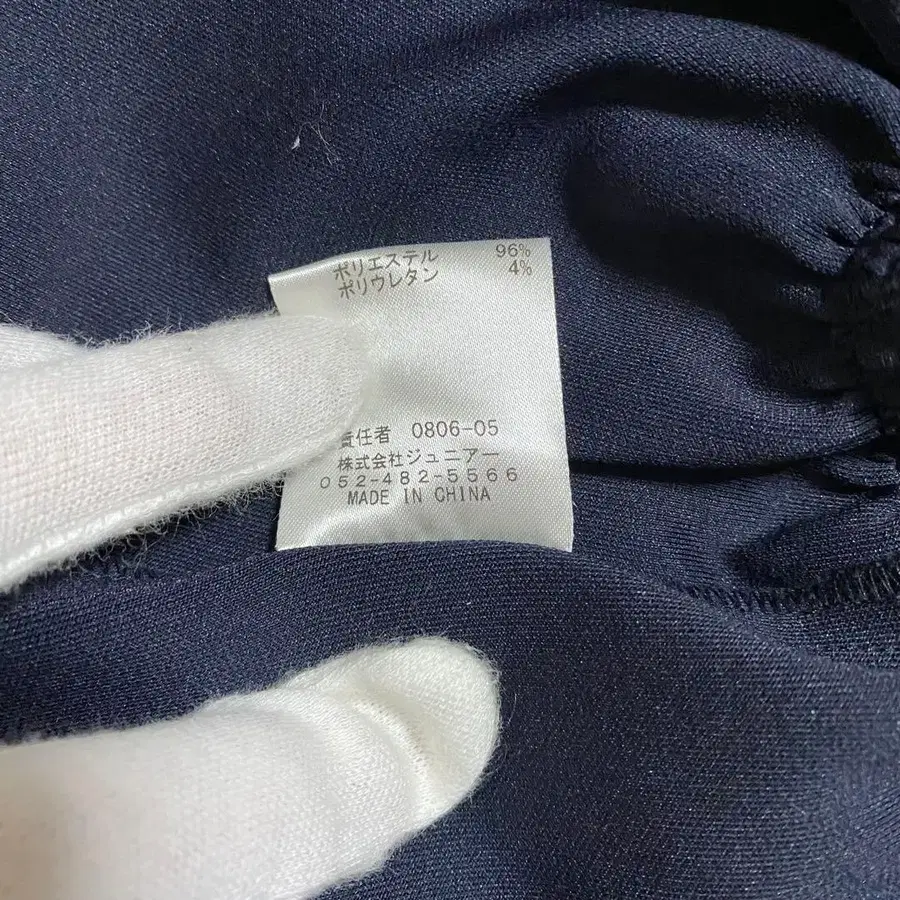 ポリエステル 96%
ポリウレタン 4%
責任者 0806-05
株式会社ジュニアー
052-482-5566
MADE IN CHINA